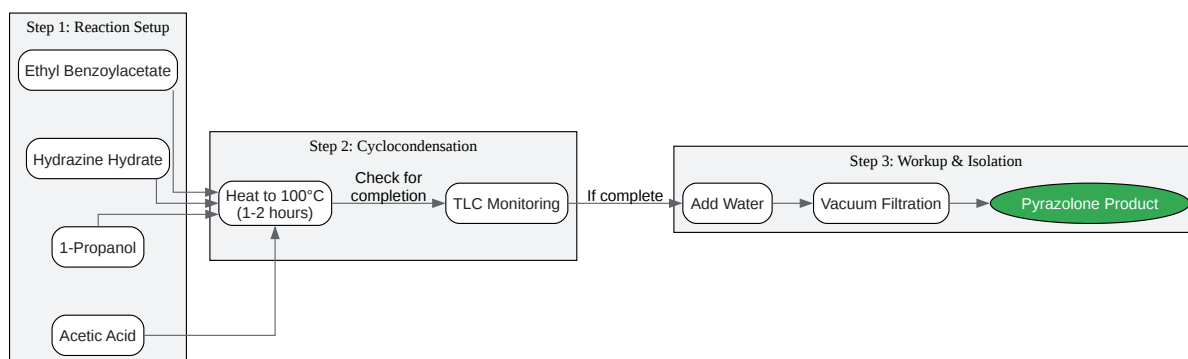 Step 1: Reaction Setup
Ethyl Benzoylacetate
Hydrazine Hydrate
1-Propanol
Acetic Acid
Step 2: Cyclocondensation
Heat to 100°C
(1-2 hours)
Check for
completion
TLC Monitoring
If complete
Step 3: Workup & Isolation
Add Water
Vacuum Filtration
Pyrazolone Product